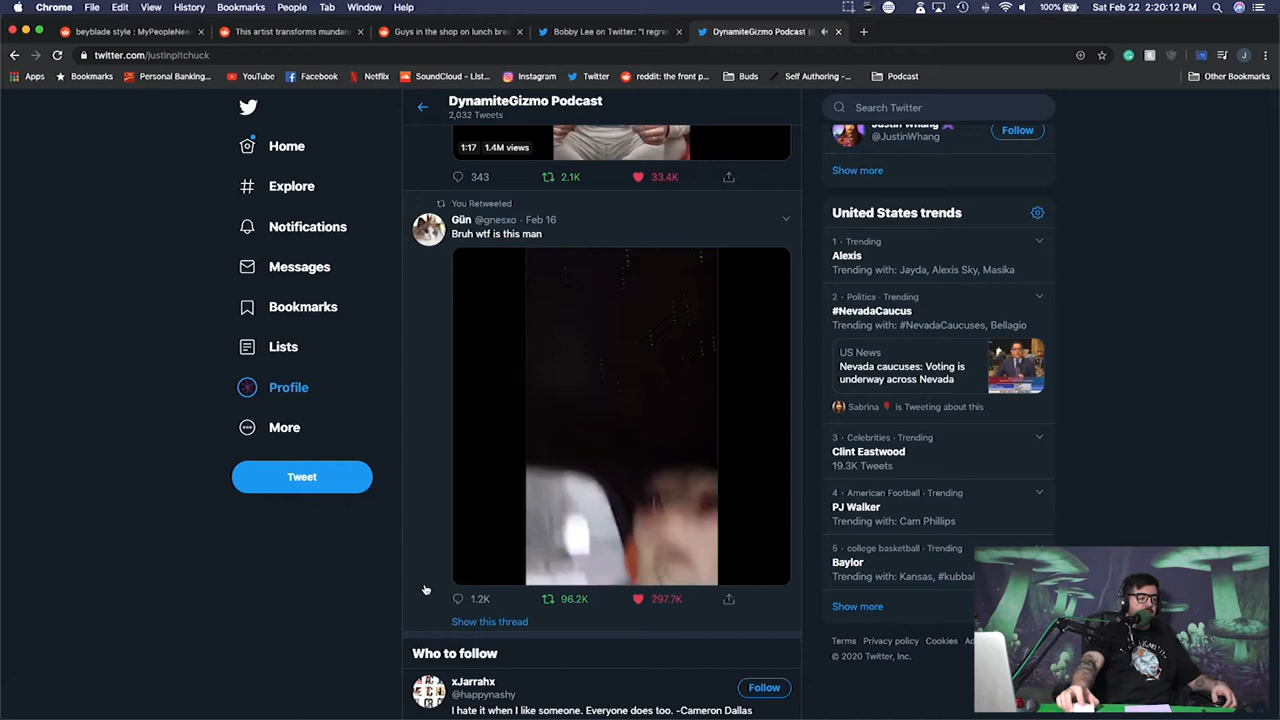 Chrome File Edit View History Bookmarks People Tab Window Help 100% Sat Feb 22 2:20:12 PM
beyblade style : MyPeopleNee
This artist transforms mundan
Guys in the shop on lunch brea
Bobby Lee on Twitter: "I regre
DynamiteGizmo Podcast (
twitter.com/justinpitchuck
Apps Bookmarks Personal Banking... YouTube Facebook Netflix SoundCloud - List... Instagram Twitter reddit: the front p... Buds Self Authoring -... Podcast Other Bookmarks
Home
Explore
Notifications
Messages
Bookmarks
Lists
Profile
More
Tweet
DynamiteGizmo Podcast
2,032 Tweets
1:17 1.4M views
343 2.1K 33.4K
You Retweeted
Gün @gnesxo · Feb 16
Bruh wtf is this man
1.2K 96.2K 297.7K
Show this thread
Who to follow
xJarrahx
@happynashy
Follow
I hate it when I like someone. Everyone does too. -Cameron Dallas
Search Twitter
Justin Whang
@JustinWhang
Follow
Show more
United States trends
1 · Trending
Alexis
Trending with: Jayda, Alexis Sky, Masika
2 · Politics · Trending
#NevadaCaucus
Trending with: #NevadaCaucuses, Bellagio
US News
Nevada caucuses: Voting is
underway across Nevada
Sabrina is Tweeting about this
3 · Celebrities · Trending
Clint Eastwood
19.3K Tweets
4 · American Football · Trending
PJ Walker
Trending with: Cam Phillips
5 · college basketball · Trending
Baylor
Trending with: Kansas, #kubbal
Show more
Terms Privacy policy Cookies
© 2020 Twitter, Inc.